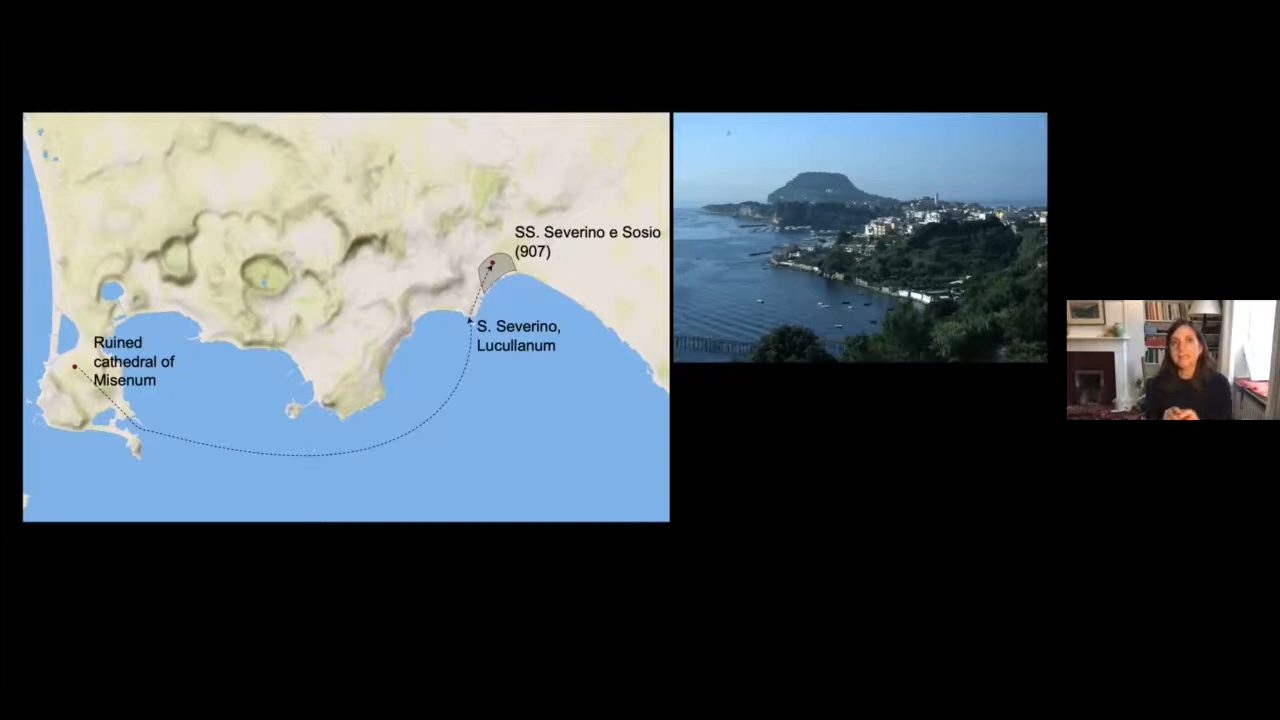 SS. Severino e Sosio
(907)
S. Severino,
Lucullanum
Ruined
cathedral of
Misenum